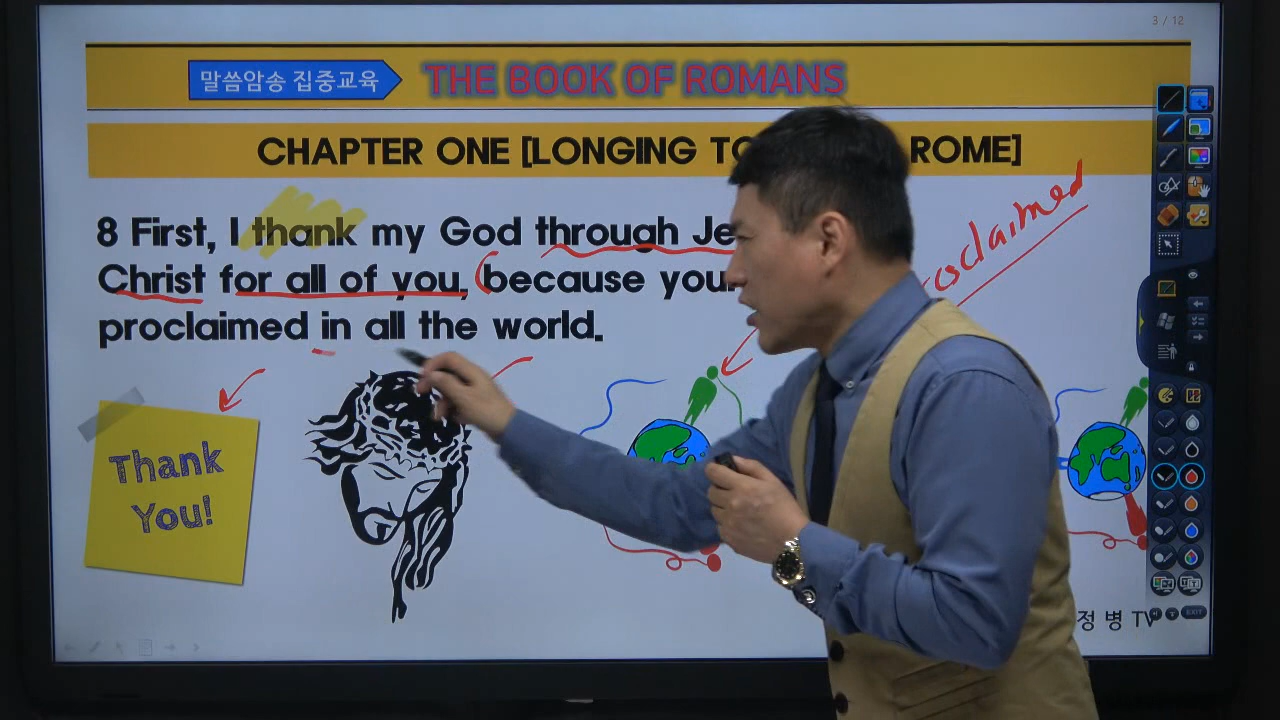 3 / 12
말씀암송 집중교육
THE BOOK OF ROMANS
CHAPTER ONE [LONGING TO ROME]
8 First, I thank my God through Je
Christ for all of you, because you
proclaimed in all the world.
Thank
You!
정 병 TV
EXIT